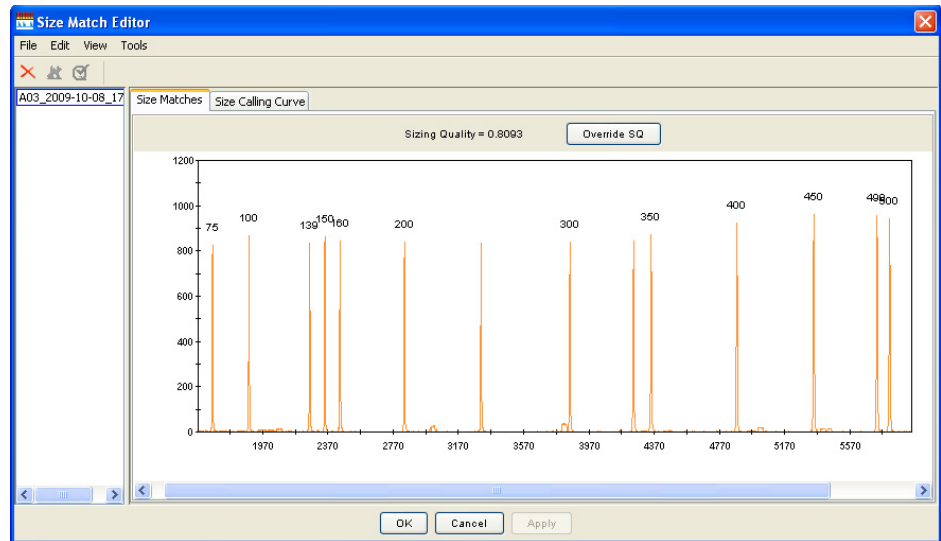 Size Match Editor
File Edit View Tools
A03_2009-10-08_17
Size Matches Size Calling Curve
Sizing Quality = 0.8093 Override SQ
1200
1000
800
600
400
200
0
75 100 139 150 160 200 300 350 400 450 490 500
1970 2370 2770 3170 3570 3970 4370 4770 5170 5570
OK Cancel Apply